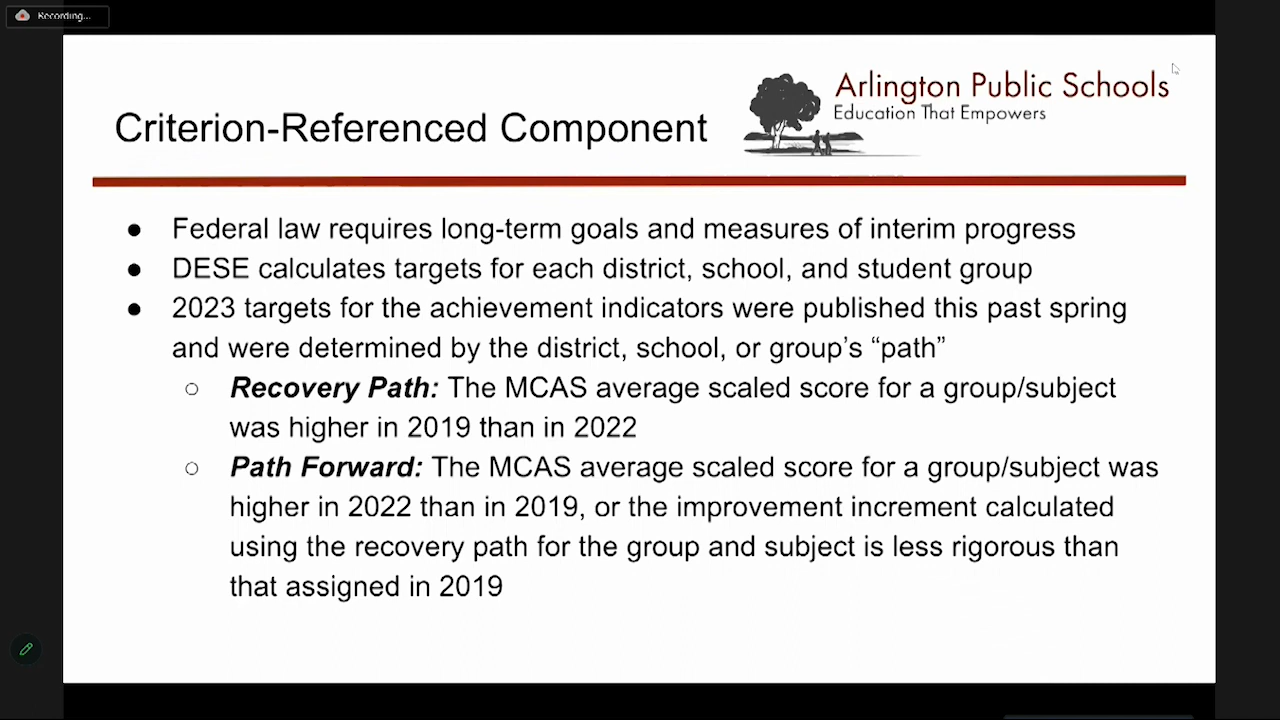 Recording...
Arlington Public Schools
Education That Empowers
Criterion-Referenced Component
● Federal law requires long-term goals and measures of interim progress
● DESE calculates targets for each district, school, and student group
● 2023 targets for the achievement indicators were published this past spring
and were determined by the district, school, or group's “path”
○ Recovery Path: The MCAS average scaled score for a group/subject
was higher in 2019 than in 2022
○ Path Forward: The MCAS average scaled score for a group/subject was
higher in 2022 than in 2019, or the improvement increment calculated
using the recovery path for the group and subject is less rigorous than
that assigned in 2019